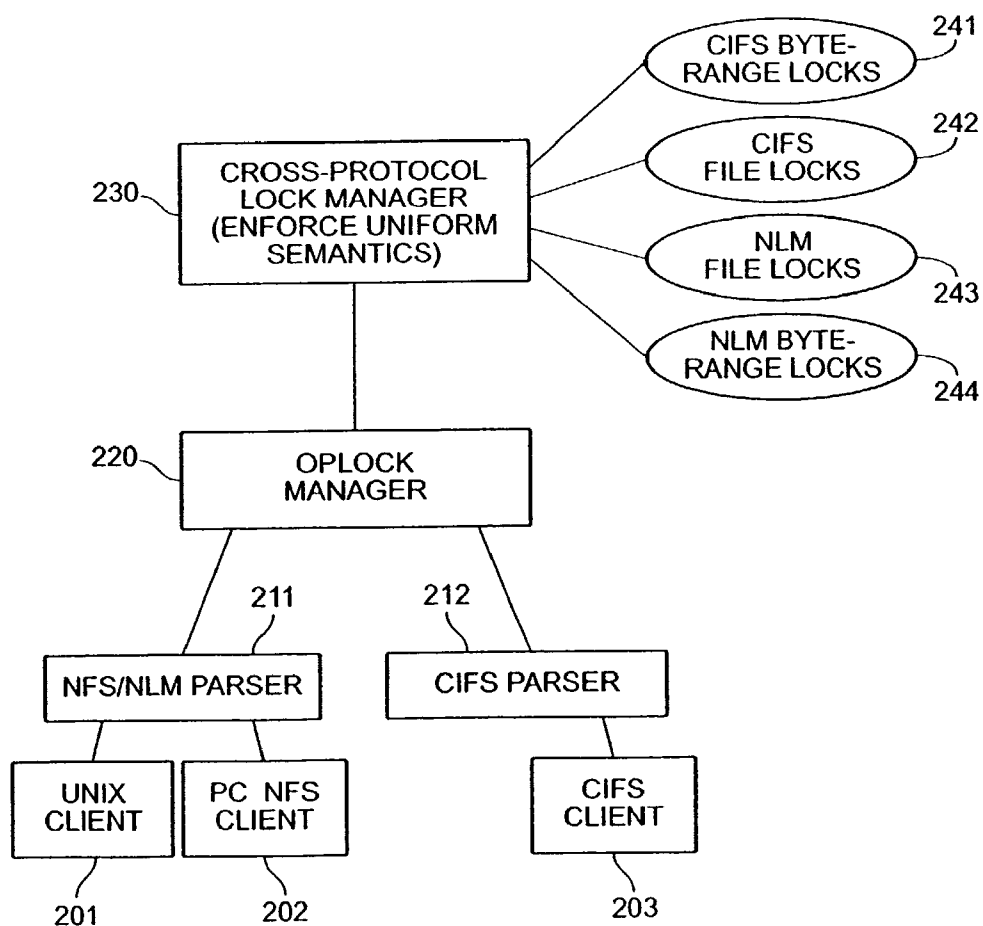 241
CIFS BYTE-
RANGE LOCKS
242
CIFS
FILE LOCKS
230
CROSS-PROTOCOL
LOCK MANAGER
(ENFORCE UNIFORM
SEMANTICS)
NLM
FILE LOCKS
243
NLM BYTE-
RANGE LOCKS
244
220
OPLOCK
MANAGER
211
212
NFS/NLM PARSER
CIFS PARSER
UNIX
CLIENT
PC NFS
CLIENT
CIFS
CLIENT
201
202
203